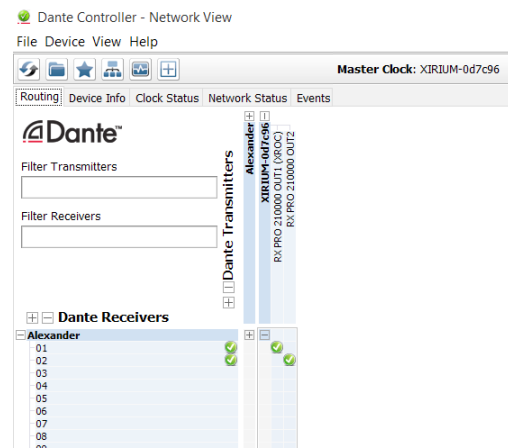 Dante Controller - Network View
File Device View Help
Master Clock: XIRIUM-0d7c96
Routing Device Info Clock Status Network Status Events
Dante™
Filter Transmitters
Filter Receivers
Dante Transmitters
Alexander
XIRIUM-0d7c96
RX PRO 210000 OUT1 (XROC)
RX PRO 210000 OUT2
Dante Receivers
Alexander
01
02
03
04
05
06
07
08